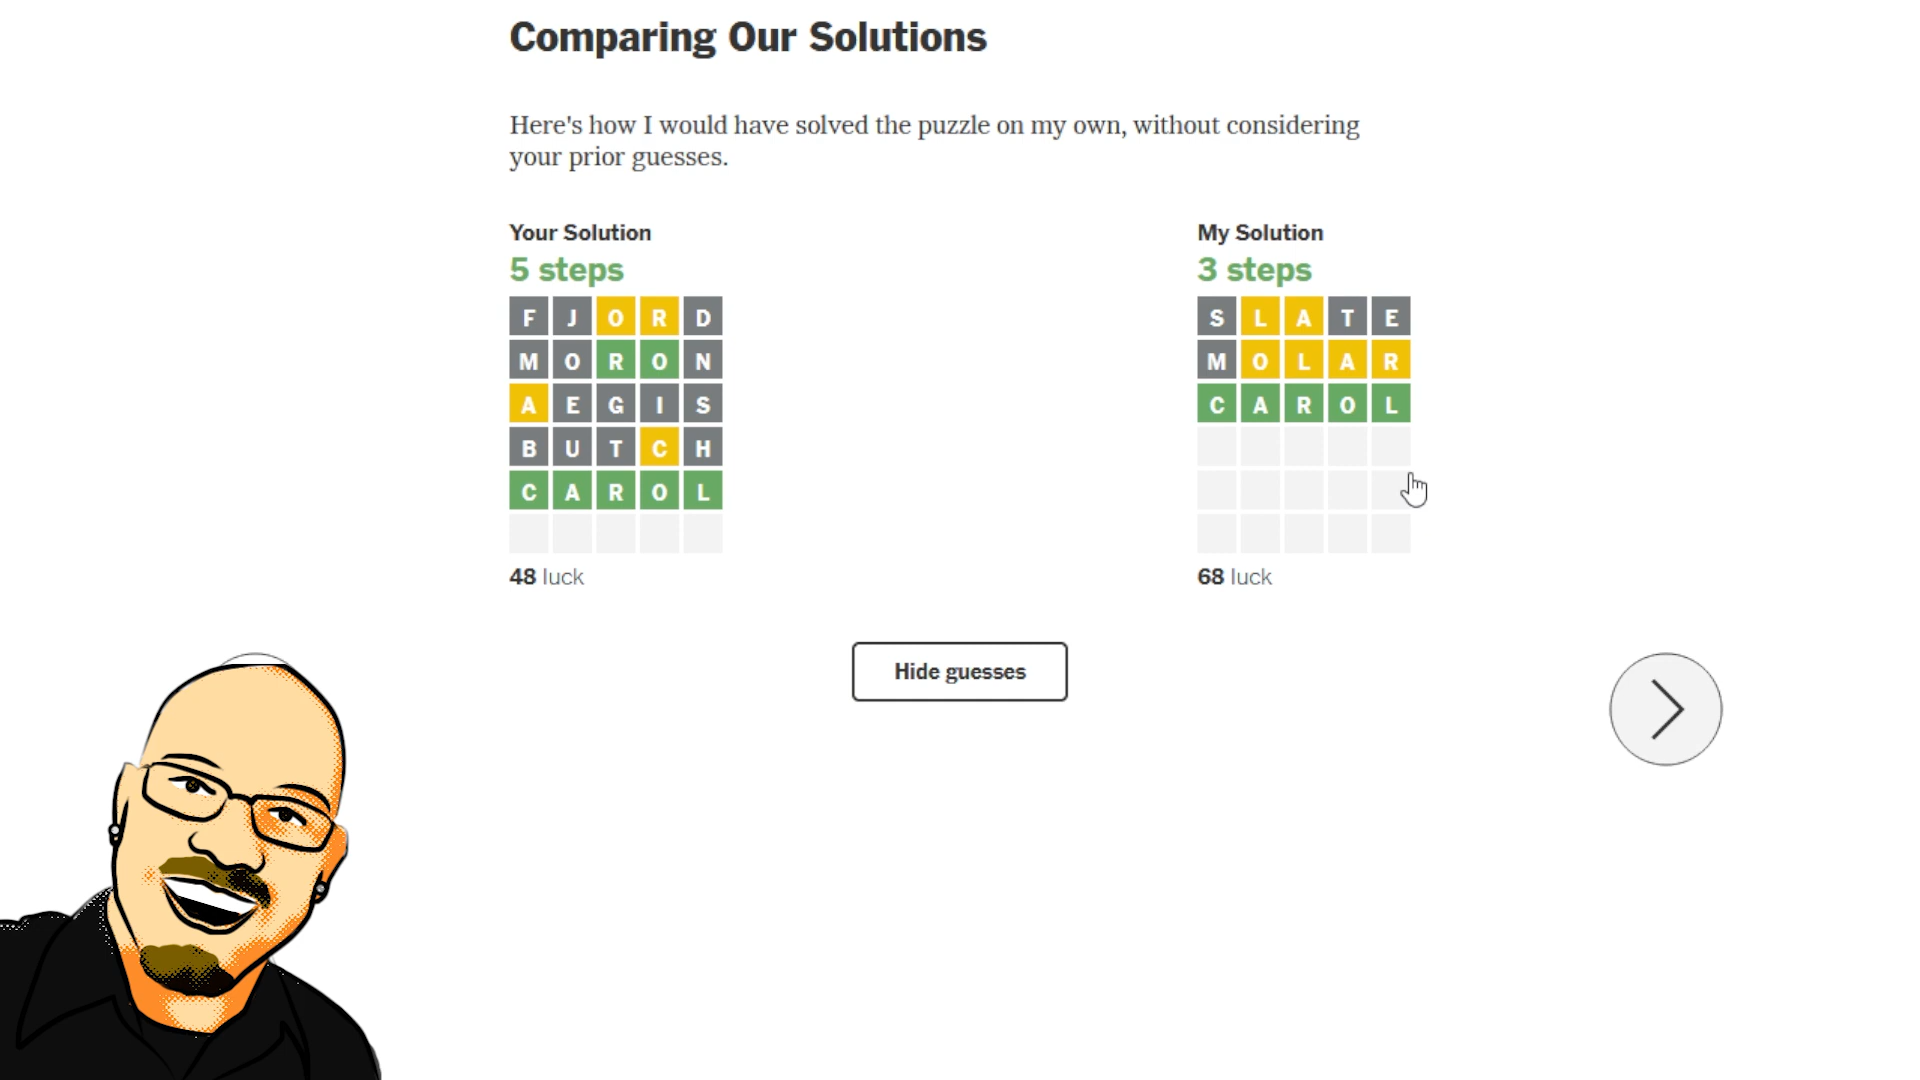 Comparing Our Solutions
Here's how I would have solved the puzzle on my own, without considering
your prior guesses.
Your Solution
5 steps
F J O R D
M O R O N
A E G I S
B U T C H
C A R O L
48 luck
My Solution
3 steps
S L A T E
M O L A R
C A R O L
68 luck
Hide guesses